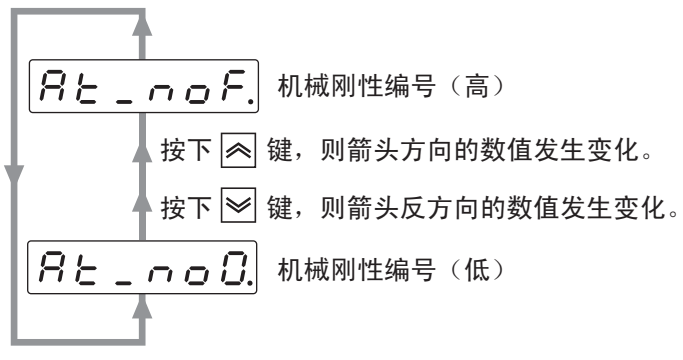 At_noF. 机械刚性编号（高）
按下 键，则箭头方向的数值发生变化。
按下 键，则箭头反方向的数值发生变化。
At_no0. 机械刚性编号（低）